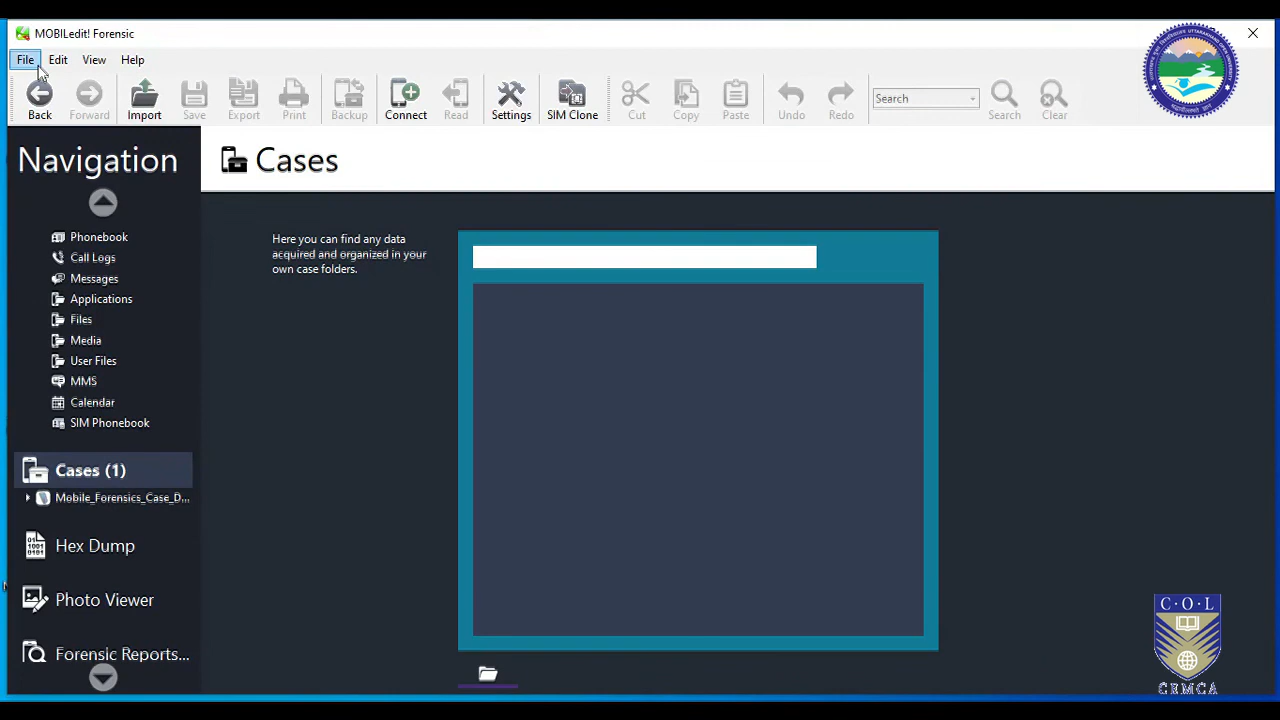 MOBILedit! Forensic
File Edit View Help
Back Forward Import Save Export Print Backup Connect Read Settings SIM Clone Cut Copy Paste Undo Redo Search Search Clear
Navigation
Cases
Phonebook
Call Logs
Messages
Applications
Files
Media
User Files
MMS
Calendar
SIM Phonebook
Cases (1)
Mobile_Forensics_Case_D...
Hex Dump
Photo Viewer
Forensic Reports...
Here you can find any data
acquired and organized in your
own case folders.
C·O·L